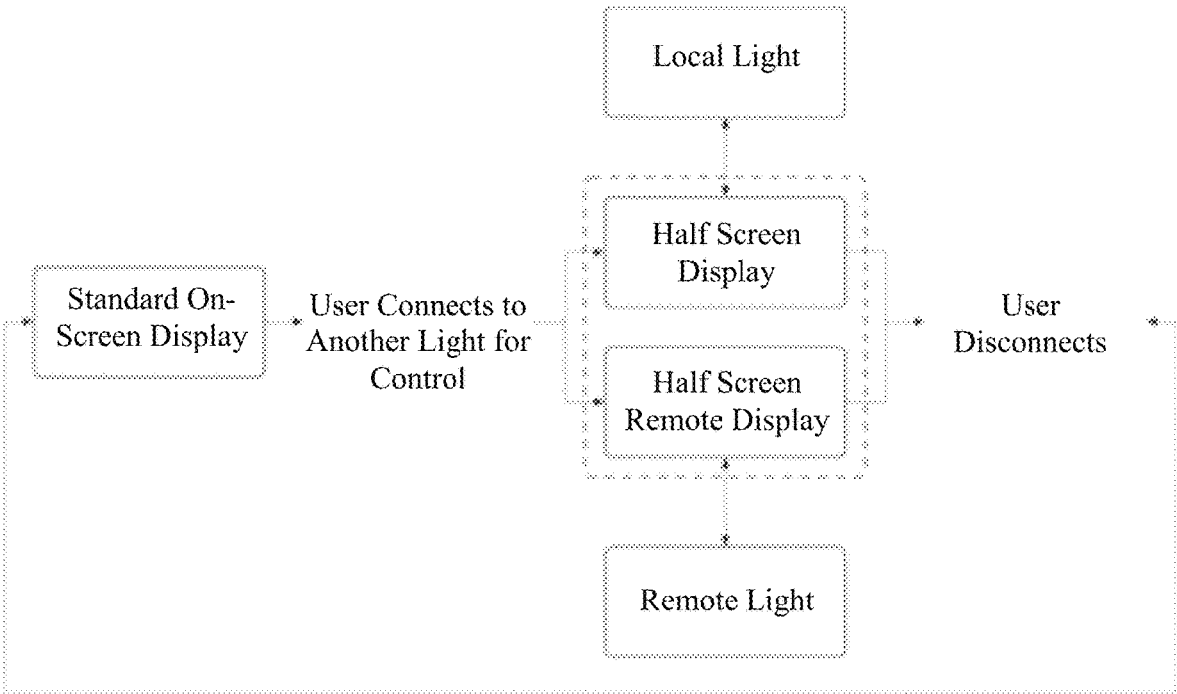 Local Light
Half Screen
Display
Standard On-
Screen Display
User Connects to
Another Light for
Control
User
Disconnects
Half Screen
Remote Display
Remote Light